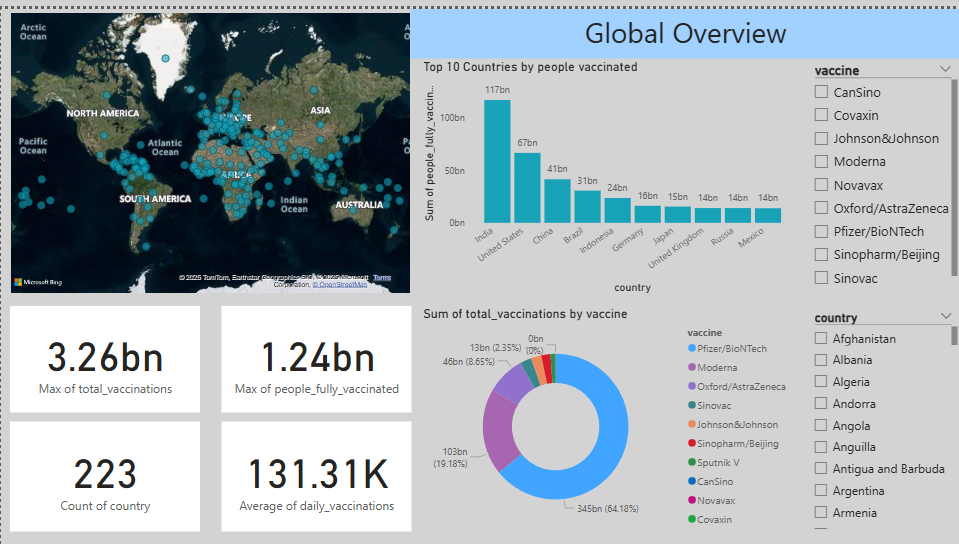 Arctic
Ocean
NORTH AMERICA
EUROPE
ASIA
Pacific
Ocean
Atlantic
Ocean
AFRICA
SOUTH AMERICA
Indian
Ocean
AUSTRALIA
Microsoft Bing
© 2025 TomTom, Earthstar Geographics SIO, © 2025 Microsoft
Corporation, © OpenStreetMap
Terms
Global Overview
Top 10 Countries by people vaccinated
Sum of people_fully_vaccin...
100bn
50bn
0bn
117bn
67bn
41bn
31bn
24bn
16bn
15bn
14bn
14bn
14bn
India
United States
China
Brazil
Indonesia
Germany
Japan
United Kingdom
Russia
Mexico
country
vaccine
CanSino
Covaxin
Johnson&Johnson
Moderna
Novavax
Oxford/AstraZeneca
Pfizer/BioNTech
Sinopharm/Beijing
Sinovac
3.26bn
Max of total_vaccinations
1.24bn
Max of people_fully_vaccinated
223
Count of country
131.31K
Average of daily_vaccinations
Sum of total_vaccinations by vaccine
0bn
(0%)
13bn (2.35%)
46bn (8.65%)
103bn
(19.18%)
345bn (64.18%)
vaccine
Pfizer/BioNTech
Moderna
Oxford/AstraZeneca
Sinovac
Johnson&Johnson
Sinopharm/Beijing
Sputnik V
CanSino
Novavax
Covaxin
country
Afghanistan
Albania
Algeria
Andorra
Angola
Anguilla
Antigua and Barbuda
Argentina
Armenia